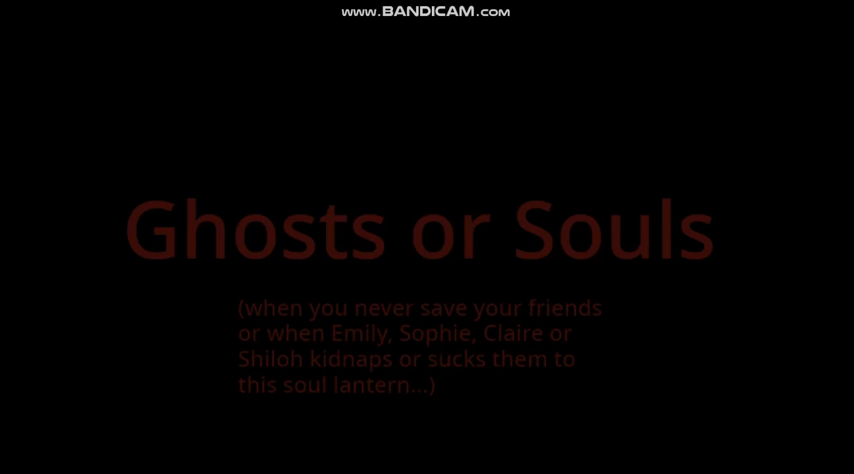 www.BANDICAM.com
Ghosts or Souls
(when you never save your friends
or when Emily, Sophie, Claire or
Shiloh kidnaps or sucks them to
this soul lantern...)